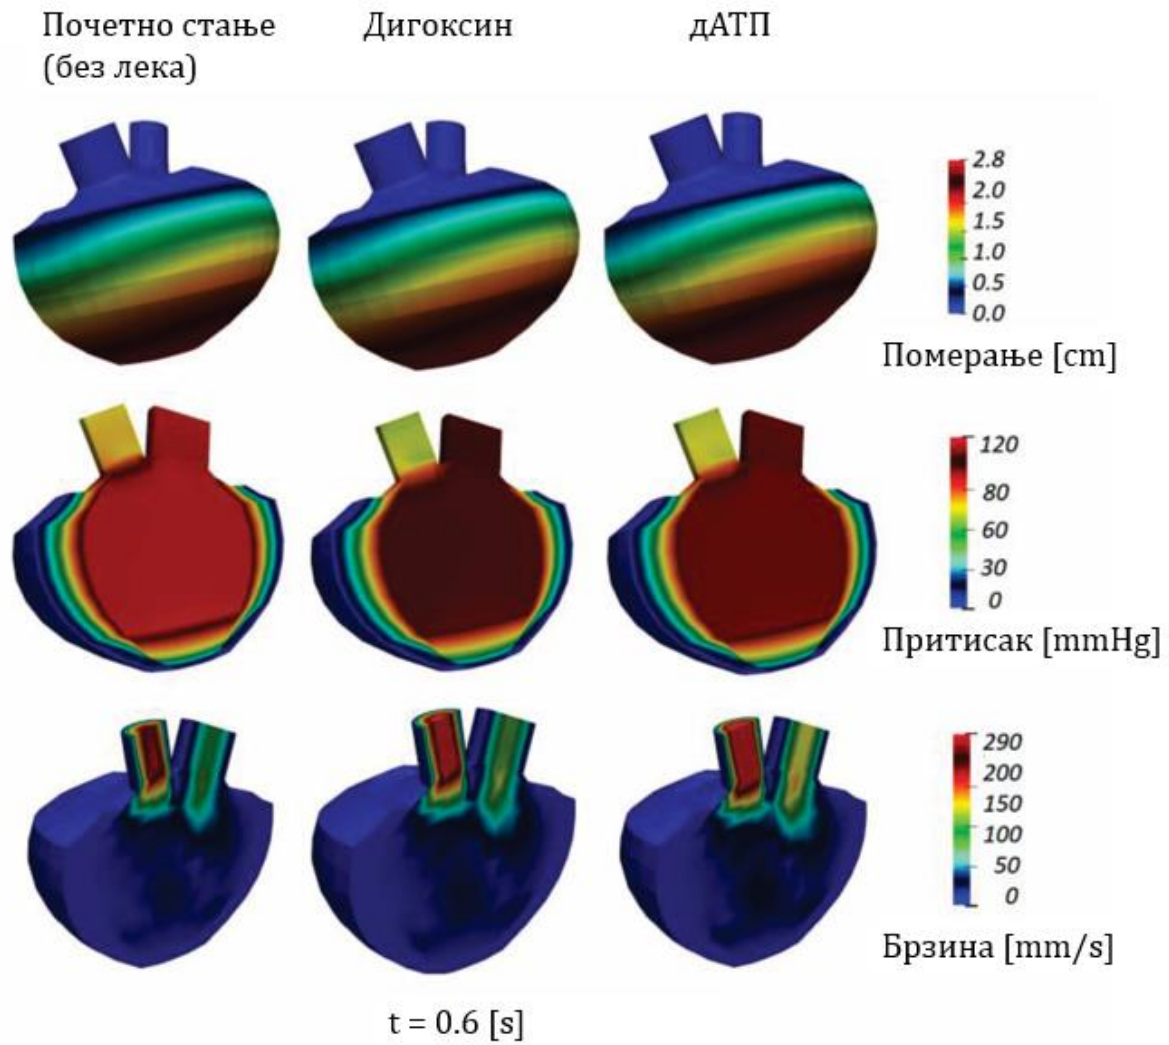 Почетно стање
(без лека)
Дигоксин
дАТП
2.8
2.0
1.5
1.0
0.5
0.0
Померање [cm]
120
80
60
30
0
Притисак [mmHg]
290
200
150
100
50
0
Брзина [mm/s]
t = 0.6 [s]